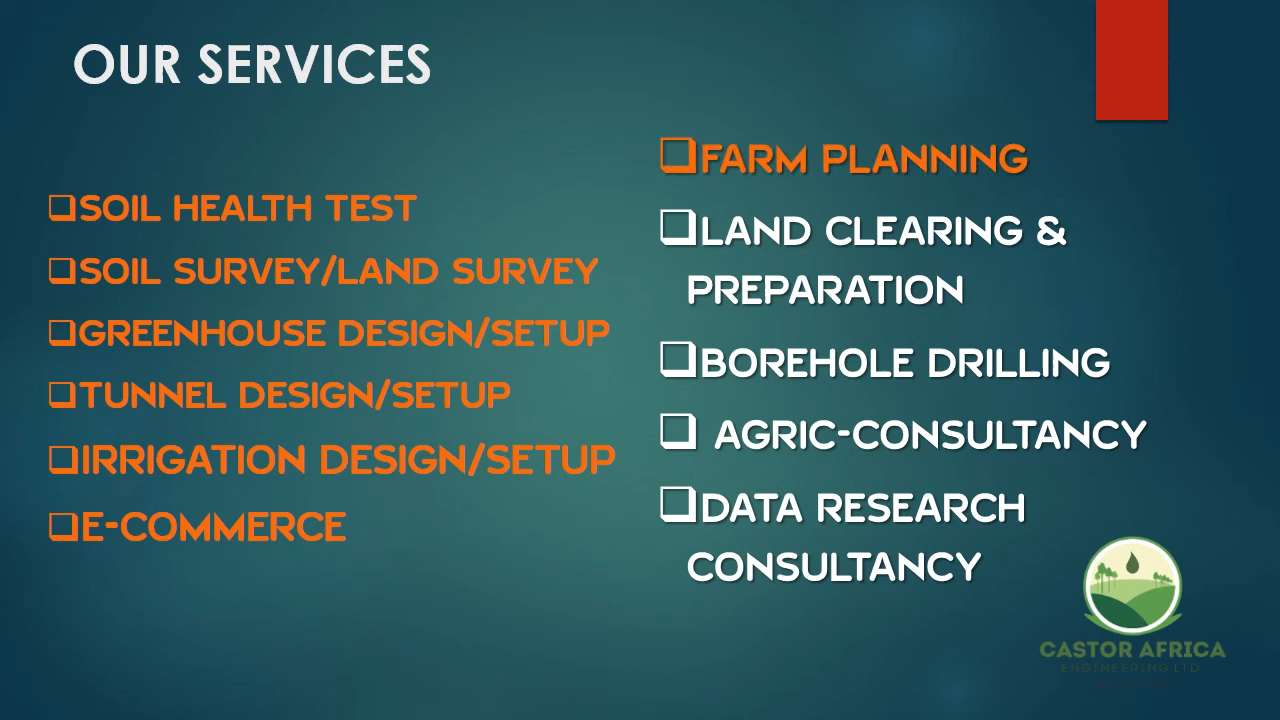 OUR SERVICES
❑SOIL HEALTH TEST
❑SOIL SURVEY/LAND SURVEY
❑GREENHOUSE DESIGN/SETUP
❑TUNNEL DESIGN/SETUP
❑IRRIGATION DESIGN/SETUP
❑E-COMMERCE
❑FARM PLANNING
❑LAND CLEARING &
PREPARATION
❑BOREHOLE DRILLING
❑ AGRIC-CONSULTANCY
❑DATA RESEARCH
CONSULTANCY
CASTOR AFRICA
ENGINEERING LTD